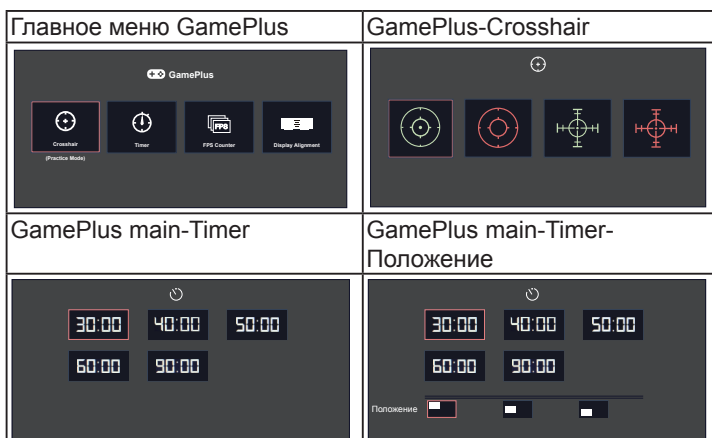 Главное меню GamePlus
GamePlus-Crosshair
GamePlus
Crosshair
Timer
FPS
FPS Counter
Display Alignment
(Practice Mode)
GamePlus main-Timer
GamePlus main-Timer-
Положение
30:00 40:00 50:00
60:00 90:00
30:00 40:00 50:00
60:00 90:00
Положение